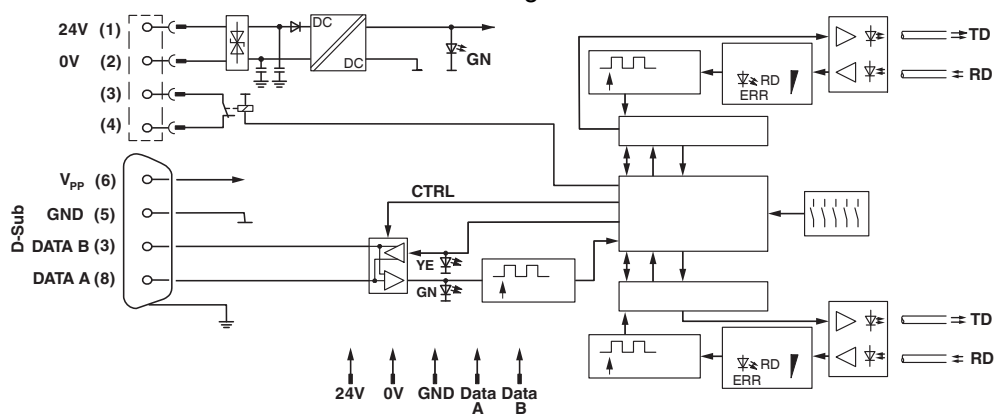 24V (1)
0V (2)
(3)
(4)
DC
DC
GN
TD
RD
RD
ERR
D-Sub
VPP (6)
GND (5)
DATA B (3)
DATA A (8)
CTRL
YE
GN
TD
RD
RD
ERR
24V 0V GND Data A Data B